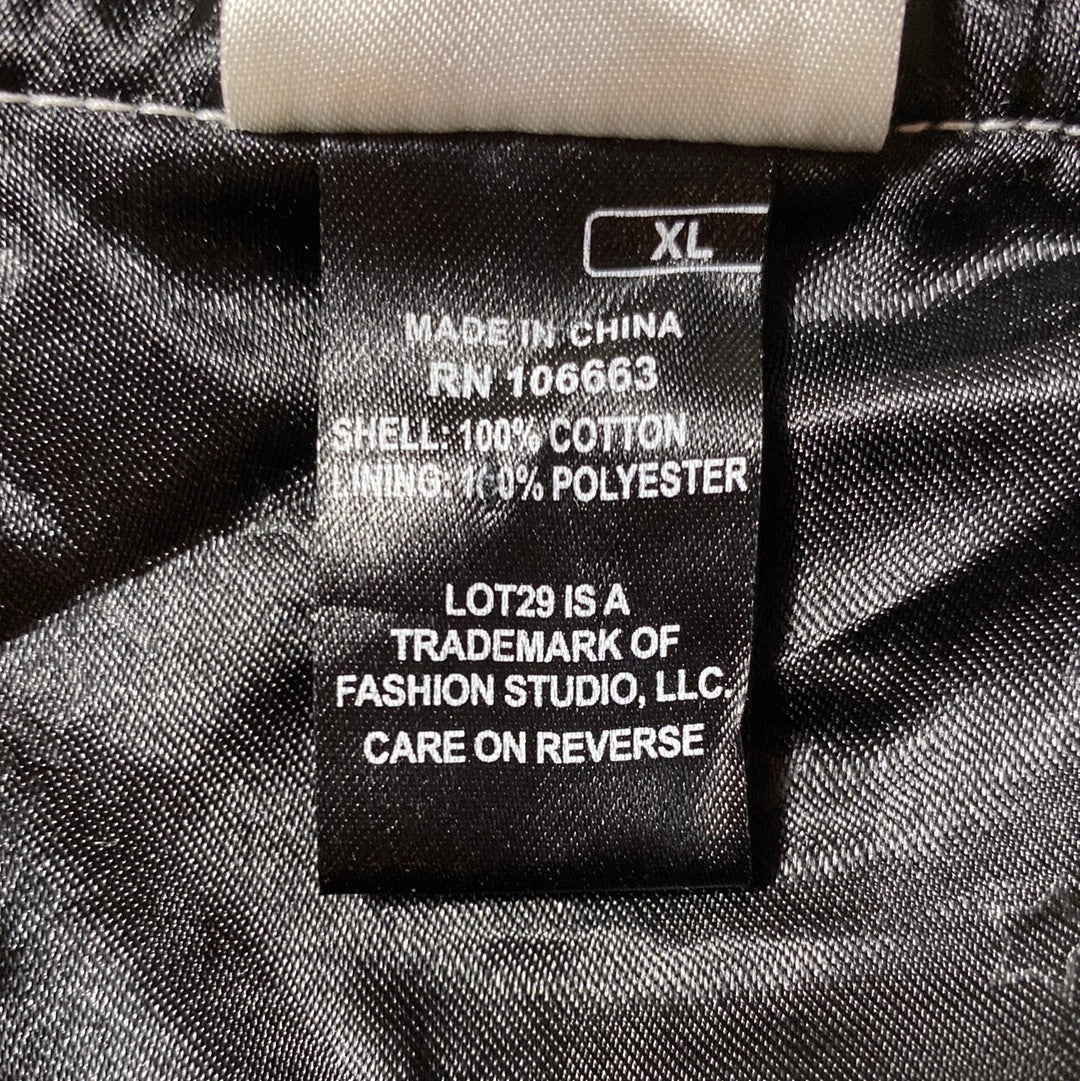 XL
MADE IN CHINA
RN 106663
SHELL: 100% COTTON
LINING: 100% POLYESTER
LOT29 IS A
TRADEMARK OF
FASHION STUDIO, LLC.
CARE ON REVERSE